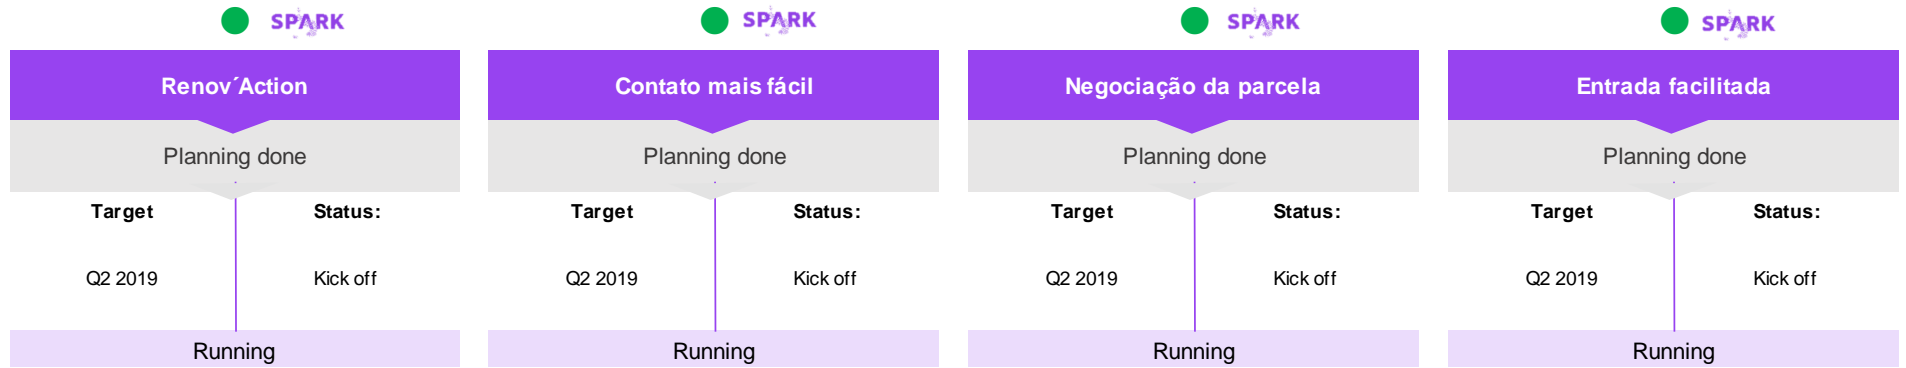 SPARK SPARK SPARK SPARK
Renov´Action Contato mais fácil Negociação da parcela Entrada facilitada
Planning done Planning done Planning done Planning done
Target Status: Target Status: Target Status: Target Status:
Q2 2019 Kick off Q2 2019 Kick off Q2 2019 Kick off Q2 2019 Kick off
Running Running Running Running